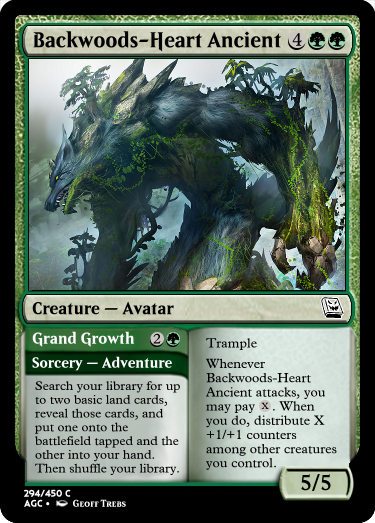 Backwoods-Heart Ancient 4
Creature — Avatar
Grand Growth 2
Sorcery — Adventure
Search your library for up
to two basic land cards,
reveal those cards, and
put one onto the
battlefield tapped and the
other into your hand.
Then shuffle your library.
Trample
Whenever
Backwoods-Heart
Ancient attacks, you
may pay X. When
you do, distribute X
+1/+1 counters
among other creatures
you control.
5/5
294/450 C
AGC • Geoff Trebs